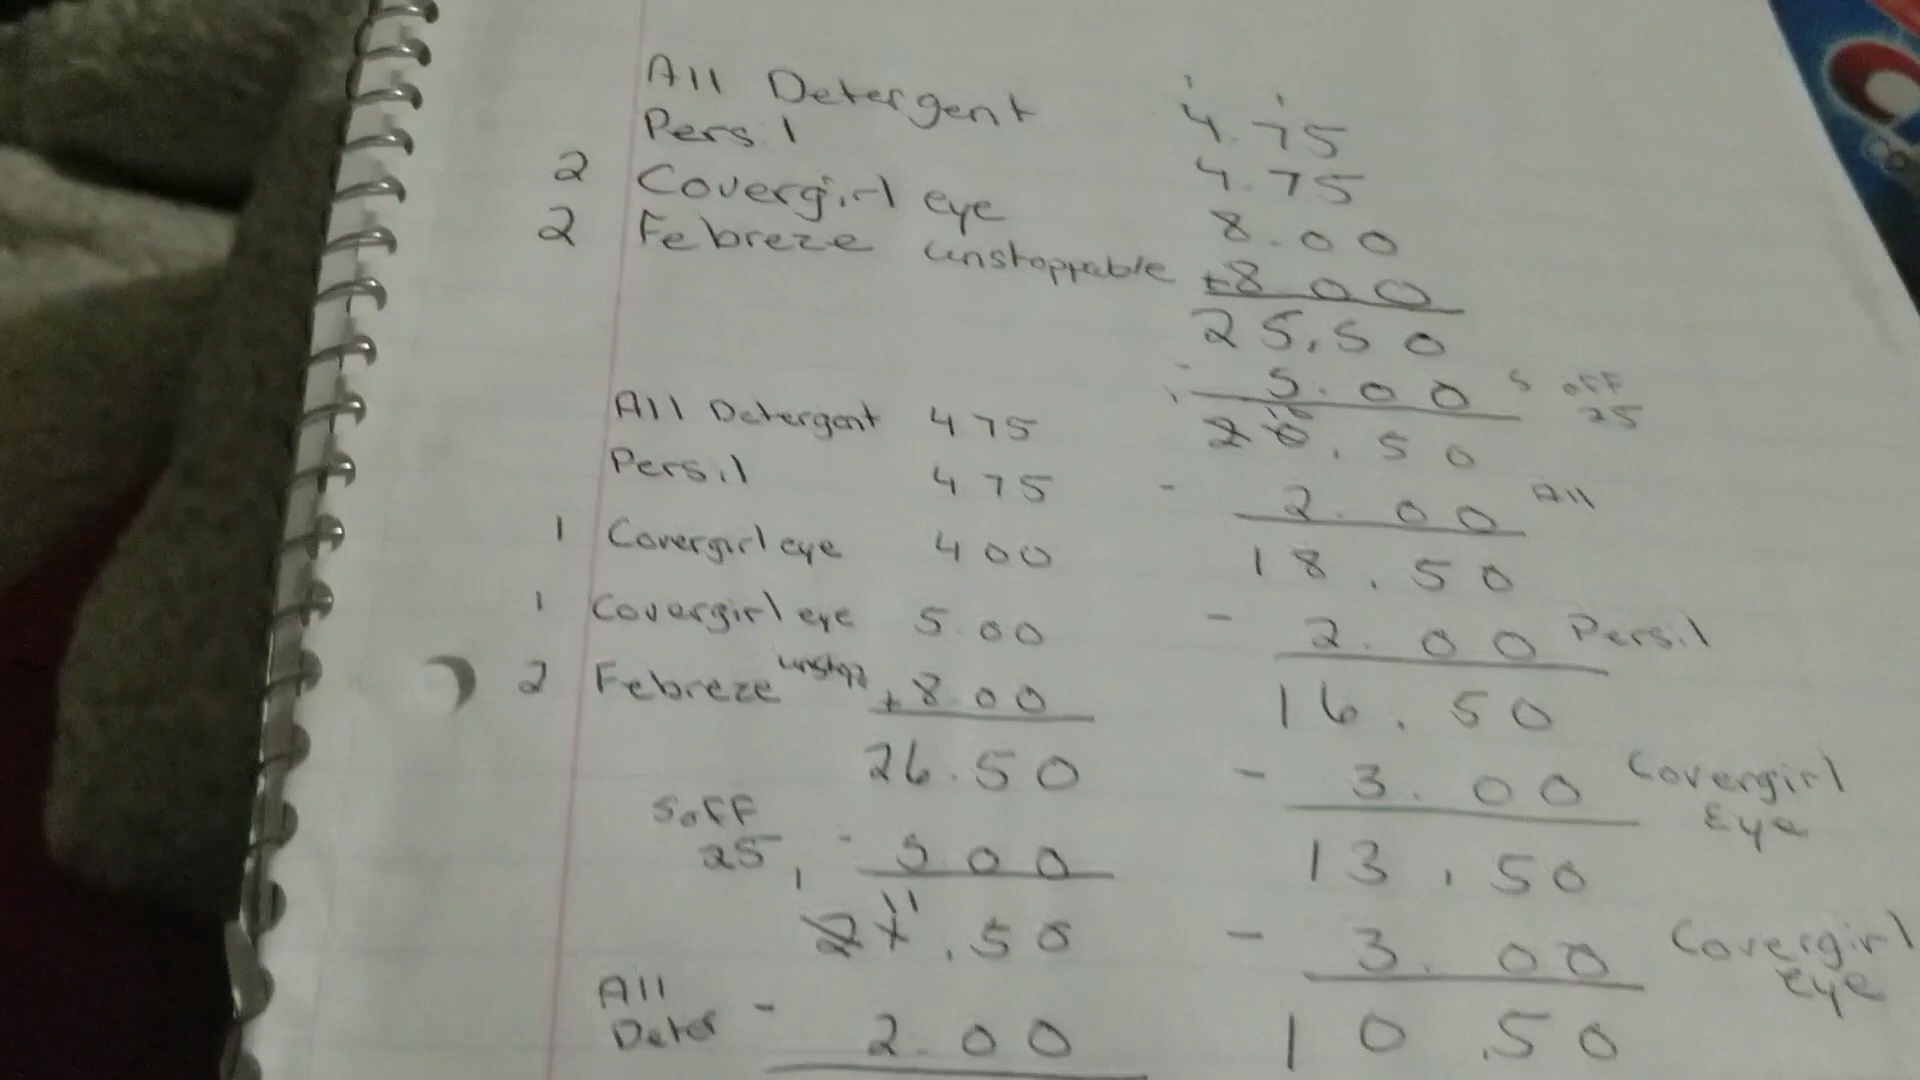 All Detergent 4.75
Persil 4.75
2 Covergirl eye 8.00
2 Febreze unstoppable +8.00
25.50
- 5.00 5 off 25
20.50
- 2.00 All
18.50
- 2.00 Persil
16.50
- 3.00 Covergirl Eye
13.50
- 3.00 Covergirl Eye
10.50
All Detergent 475
Persil 475
1 Covergirl eye 400
1 Covergirl eye 5.00
2 Febreze +8.00
26.50
5 off 25 - 500
21.50
All Deter - 2.00